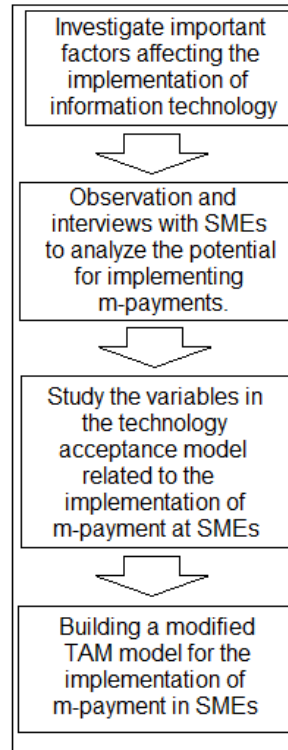 Investigate important
factors affecting the
implementation of
information technology
Observation and
interviews with SMEs
to analyze the potential
for implementing
m-payments.
Study the variables in
the technology
acceptance model
related to the
implementation of
m-payment at SMEs
Building a modified
TAM model for the
implementation of
m-payment in SMEs